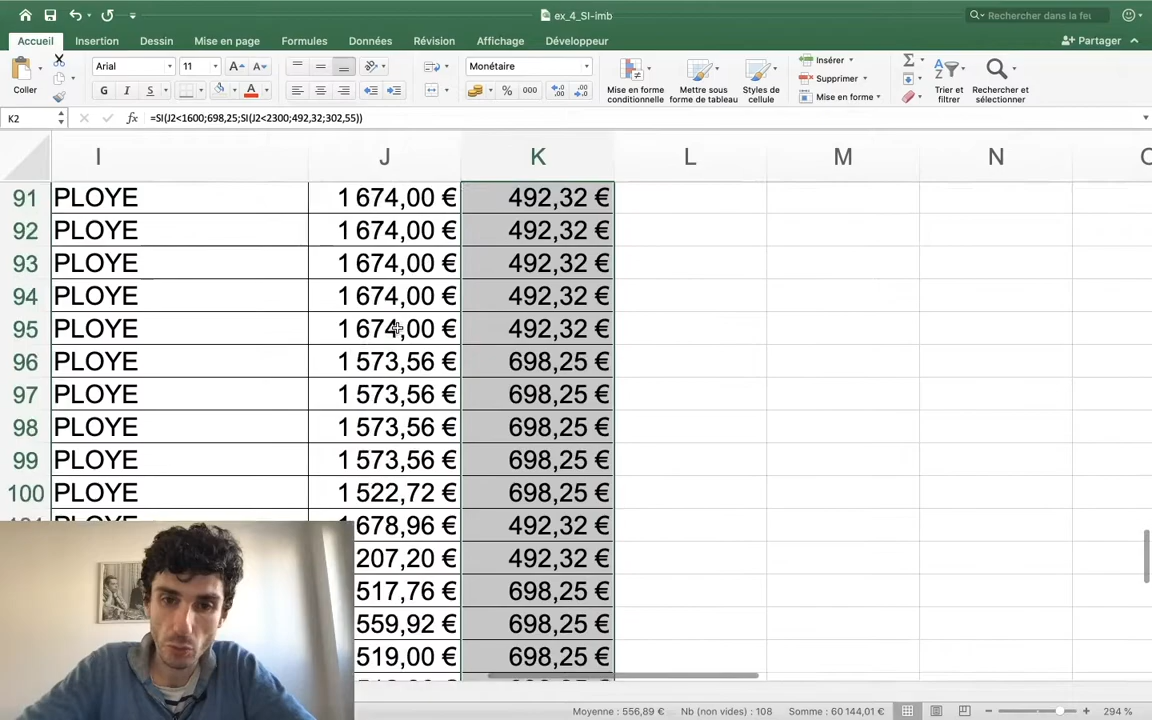 ex_4_SI-imb
Rechercher dans la feu
Accueil Insertion Dessin Mise en page Formules Données Révision Affichage Développeur Partager
Coller Arial 11 Monétaire Insérer
Supprimer
G I S A % 000 Mise en forme conditionnelle Mettre sous forme de tableau Styles de cellule Mise en forme Trier et filtrer Rechercher et sélectionner
K2 fx =SI(J2<1600;698,25;SI(J2<2300;492,32;302,55))
I J K L M N
91 PLOYE 1 674,00 € 492,32 €
92 PLOYE 1 674,00 € 492,32 €
93 PLOYE 1 674,00 € 492,32 €
94 PLOYE 1 674,00 € 492,32 €
95 PLOYE 1 674,00 € 492,32 €
96 PLOYE 1 573,56 € 698,25 €
97 PLOYE 1 573,56 € 698,25 €
98 PLOYE 1 573,56 € 698,25 €
99 PLOYE 1 573,56 € 698,25 €
100 PLOYE 1 522,72 € 698,25 €
678,96 € 492,32 €
207,20 € 492,32 €
517,76 € 698,25 €
559,92 € 698,25 €
519,00 € 698,25 €
Moyenne : 556,89 € Nb (non vides) : 108 Somme : 60 144,01 € 294 %